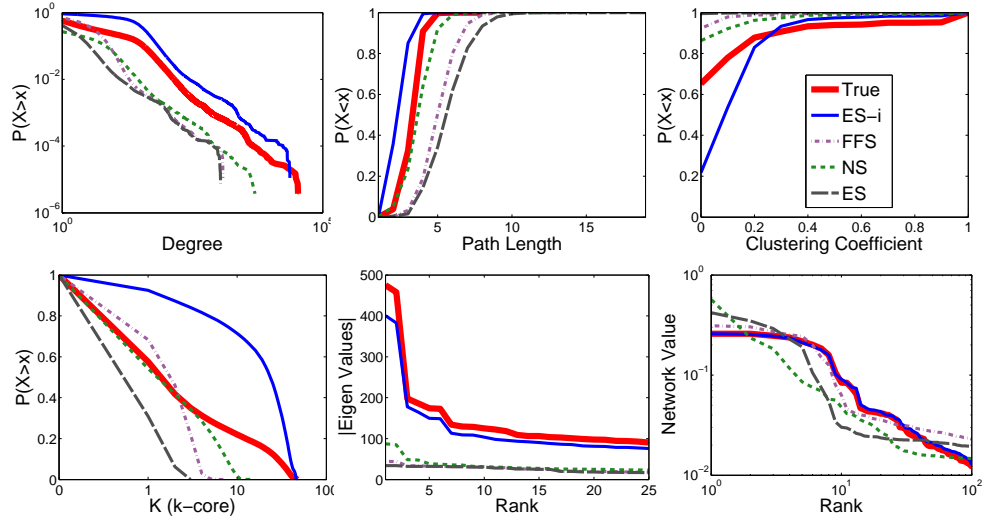 10^0
10^-2
10^-4
10^-6
P(X>x)
10^0
10^5
Degree
1
0.8
0.6
0.4
0.2
0
P(X<x)
5 10 15
Path Length
1
0.8
0.6
0.4
0.2
0
P(X<x)
0 0.2 0.4 0.6 0.8 1
Clustering Coefficient
True
ES-i
FFS
NS
ES
1
0.8
0.6
0.4
0.2
0
P(X>x)
0 1 10 100
K (k-core)
500
400
300
200
100
0
|Eigen Values|
5 10 15 20 25
Rank
10^0
10^-1
10^-2
Network Value
10^0 10^1 10^2
Rank